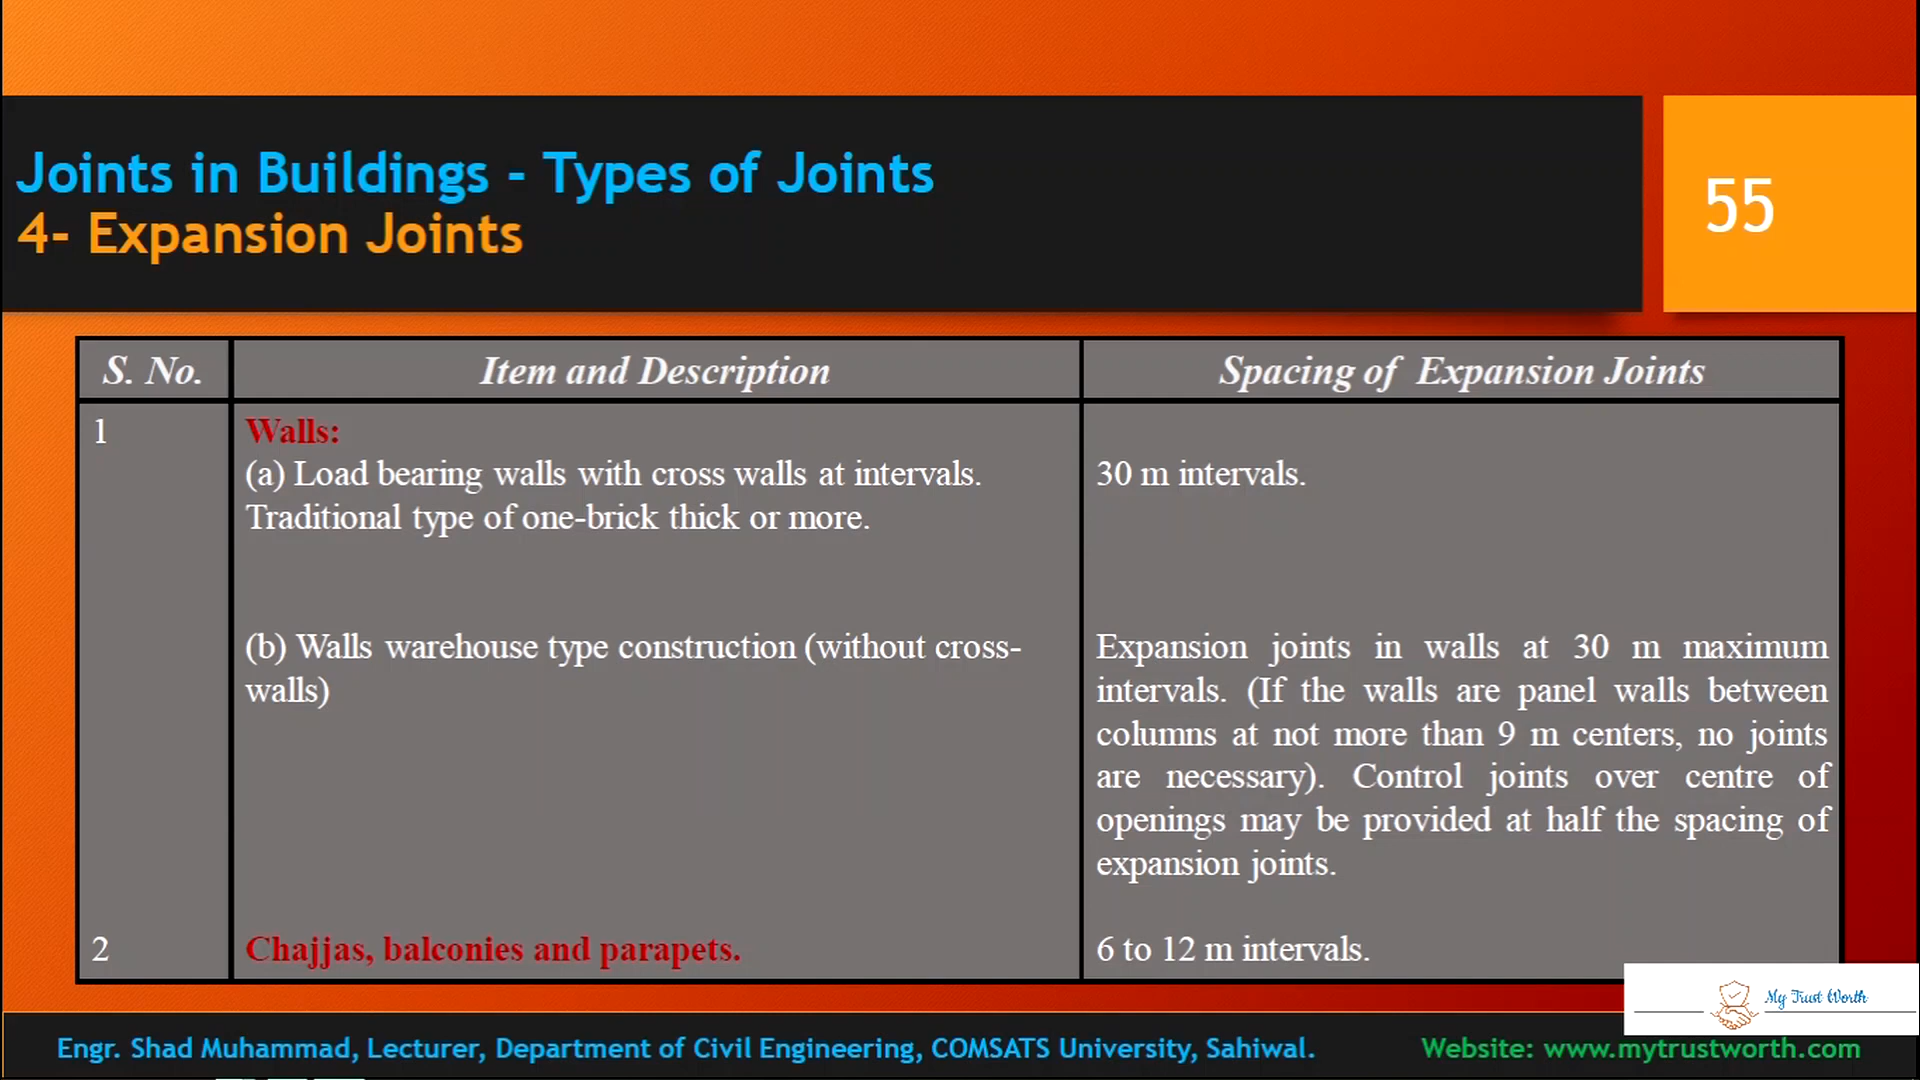 Joints in Buildings - Types of Joints
4- Expansion Joints
55
S. No.
Item and Description
Spacing of Expansion Joints
1
Walls:
(a) Load bearing walls with cross walls at intervals.
Traditional type of one-brick thick or more.
30 m intervals.
(b) Walls warehouse type construction (without cross-
walls)
Expansion joints in walls at 30 m maximum
intervals. (If the walls are panel walls between
columns at not more than 9 m centers, no joints
are necessary). Control joints over centre of
openings may be provided at half the spacing of
expansion joints.
2
Chajjas, balconies and parapets.
6 to 12 m intervals.
My Trust Worth
Engr. Shad Muhammad, Lecturer, Department of Civil Engineering, COMSATS University, Sahiwal.
Website: www.mytrustworth.com